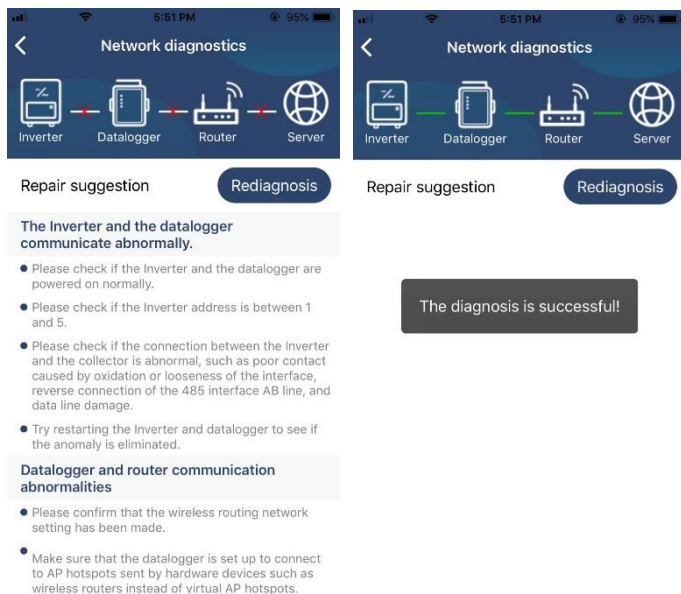 5:51 PM
95%
Network diagnostics
Inverter
Datalogger
Router
Server
Repair suggestion
Rediagnosis
The Inverter and the datalogger
communicate abnormally.
Please check if the Inverter and the datalogger are
powered on normally.
Please check if the Inverter address is between 1
and 5.
Please check if the connection between the Inverter
and the collector is abnormal, such as poor contact
caused by oxidation or looseness of the interface,
reverse connection of the 485 interface AB line, and
data line damage.
Try restarting the Inverter and datalogger to see if
the anomaly is eliminated.
Datalogger and router communication
abnormalities
Please confirm that the wireless routing network
setting has been made.
Make sure that the datalogger is set up to connect
to AP hotspots sent by hardware devices such as
wireless routers instead of virtual AP hotspots.
5:51 PM
95%
Network diagnostics
Inverter
Datalogger
Router
Server
Repair suggestion
Rediagnosis
The diagnosis is successful!